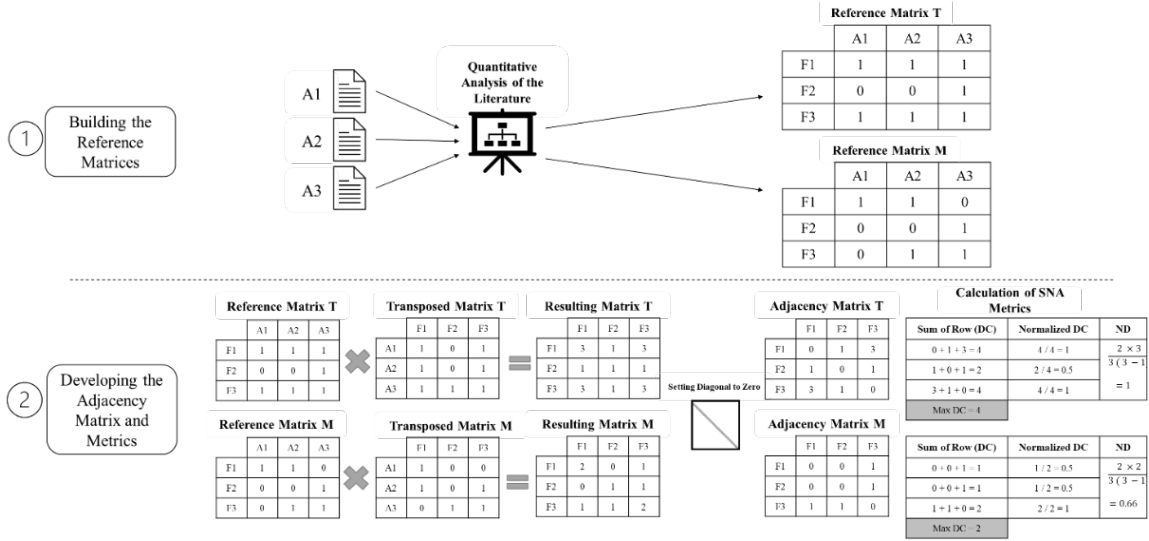 Reference Matrix T
A1 A2 A3
F1 1 1 1
F2 0 0 1
F3 1 1 1
Quantitative
Analysis of the
Literature
A1
A2
A3
1
Building the
Reference
Matrices
Reference Matrix M
A1 A2 A3
F1 1 1 0
F2 0 0 1
F3 0 1 1
2
Developing the
Adjacency
Matrix and
Metrics
Reference Matrix T
A1 A2 A3
F1 1 1 1
F2 0 0 1
F3 1 1 1
Transposed Matrix T
F1 F2 F3
A1 1 0 1
A2 1 0 1
A3 1 1 1
Resulting Matrix T
F1 F2 F3
F1 3 1 3
F2 1 1 1
F3 3 1 3
Setting Diagonal to Zero
Adjacency Matrix T
F1 F2 F3
F1 0 1 3
F2 1 0 1
F3 3 1 0
Calculation of SNA
Metrics
Sum of Row (DC) Normalized DC ND
0 + 1 + 3 = 4 4 / 4 = 1 2 × 3
1 + 0 + 1 = 2 2 / 4 = 0.5 3 ( 3 − 1
3 + 1 + 0 = 4 4 / 4 = 1 = 1
Max DC = 4
Reference Matrix M
A1 A2 A3
F1 1 1 0
F2 0 0 1
F3 0 1 1
Transposed Matrix M
F1 F2 F3
A1 1 0 0
A2 1 0 1
A3 0 1 1
Resulting Matrix M
F1 F2 F3
F1 2 0 1
F2 0 1 1
F3 1 1 2
Adjacency Matrix M
F1 F2 F3
F1 0 0 1
F2 0 0 1
F3 1 1 0
Sum of Row (DC) Normalized DC ND
0 + 0 + 1 = 1 1 / 2 = 0.5 2 × 2
0 + 0 + 1 = 1 1 / 2 = 0.5 3 ( 3 − 1
1 + 1 + 0 = 2 2 / 2 = 1 = 0.66
Max DC = 2